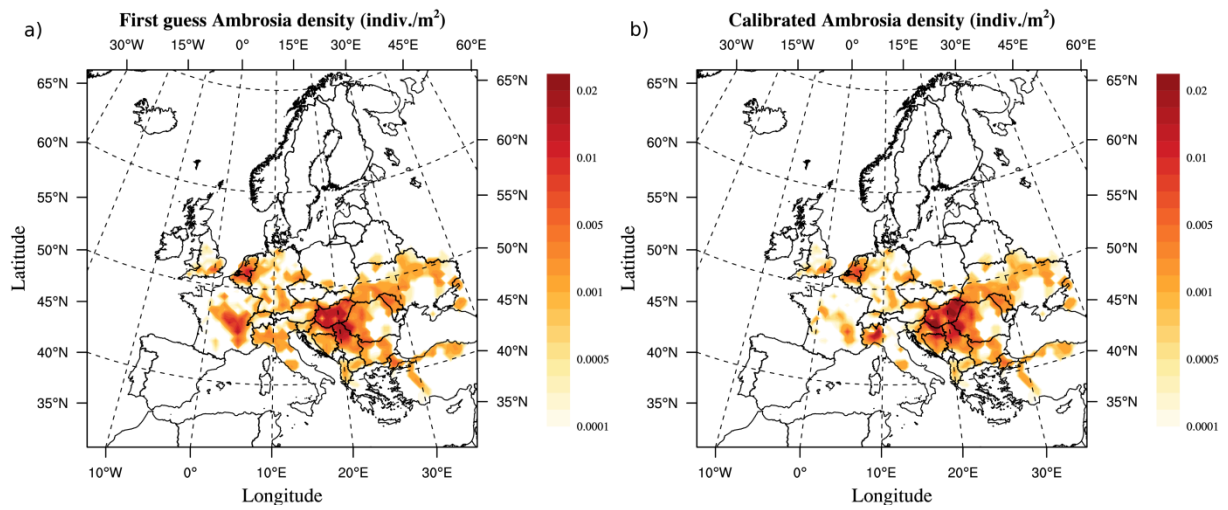 First guess Ambrosia density (indiv./m²)
a)
30°W 15°W 0° 15°E 30°E 45°E 60°E
65°N
60°N
55°N
50°N
45°N
40°N
35°N
65°N
60°N
55°N
50°N
45°N
40°N
35°N
Latitude
10°W 0° 10°E 20°E 30°E
Longitude
0.02
0.01
0.005
0.001
0.0005
0.0001
Calibrated Ambrosia density (indiv./m²)
b)
30°W 15°W 0° 15°E 30°E 45°E 60°E
65°N
60°N
55°N
50°N
45°N
40°N
35°N
65°N
60°N
55°N
50°N
45°N
40°N
35°N
Latitude
10°W 0° 10°E 20°E 30°E
Longitude
0.02
0.01
0.005
0.001
0.0005
0.0001